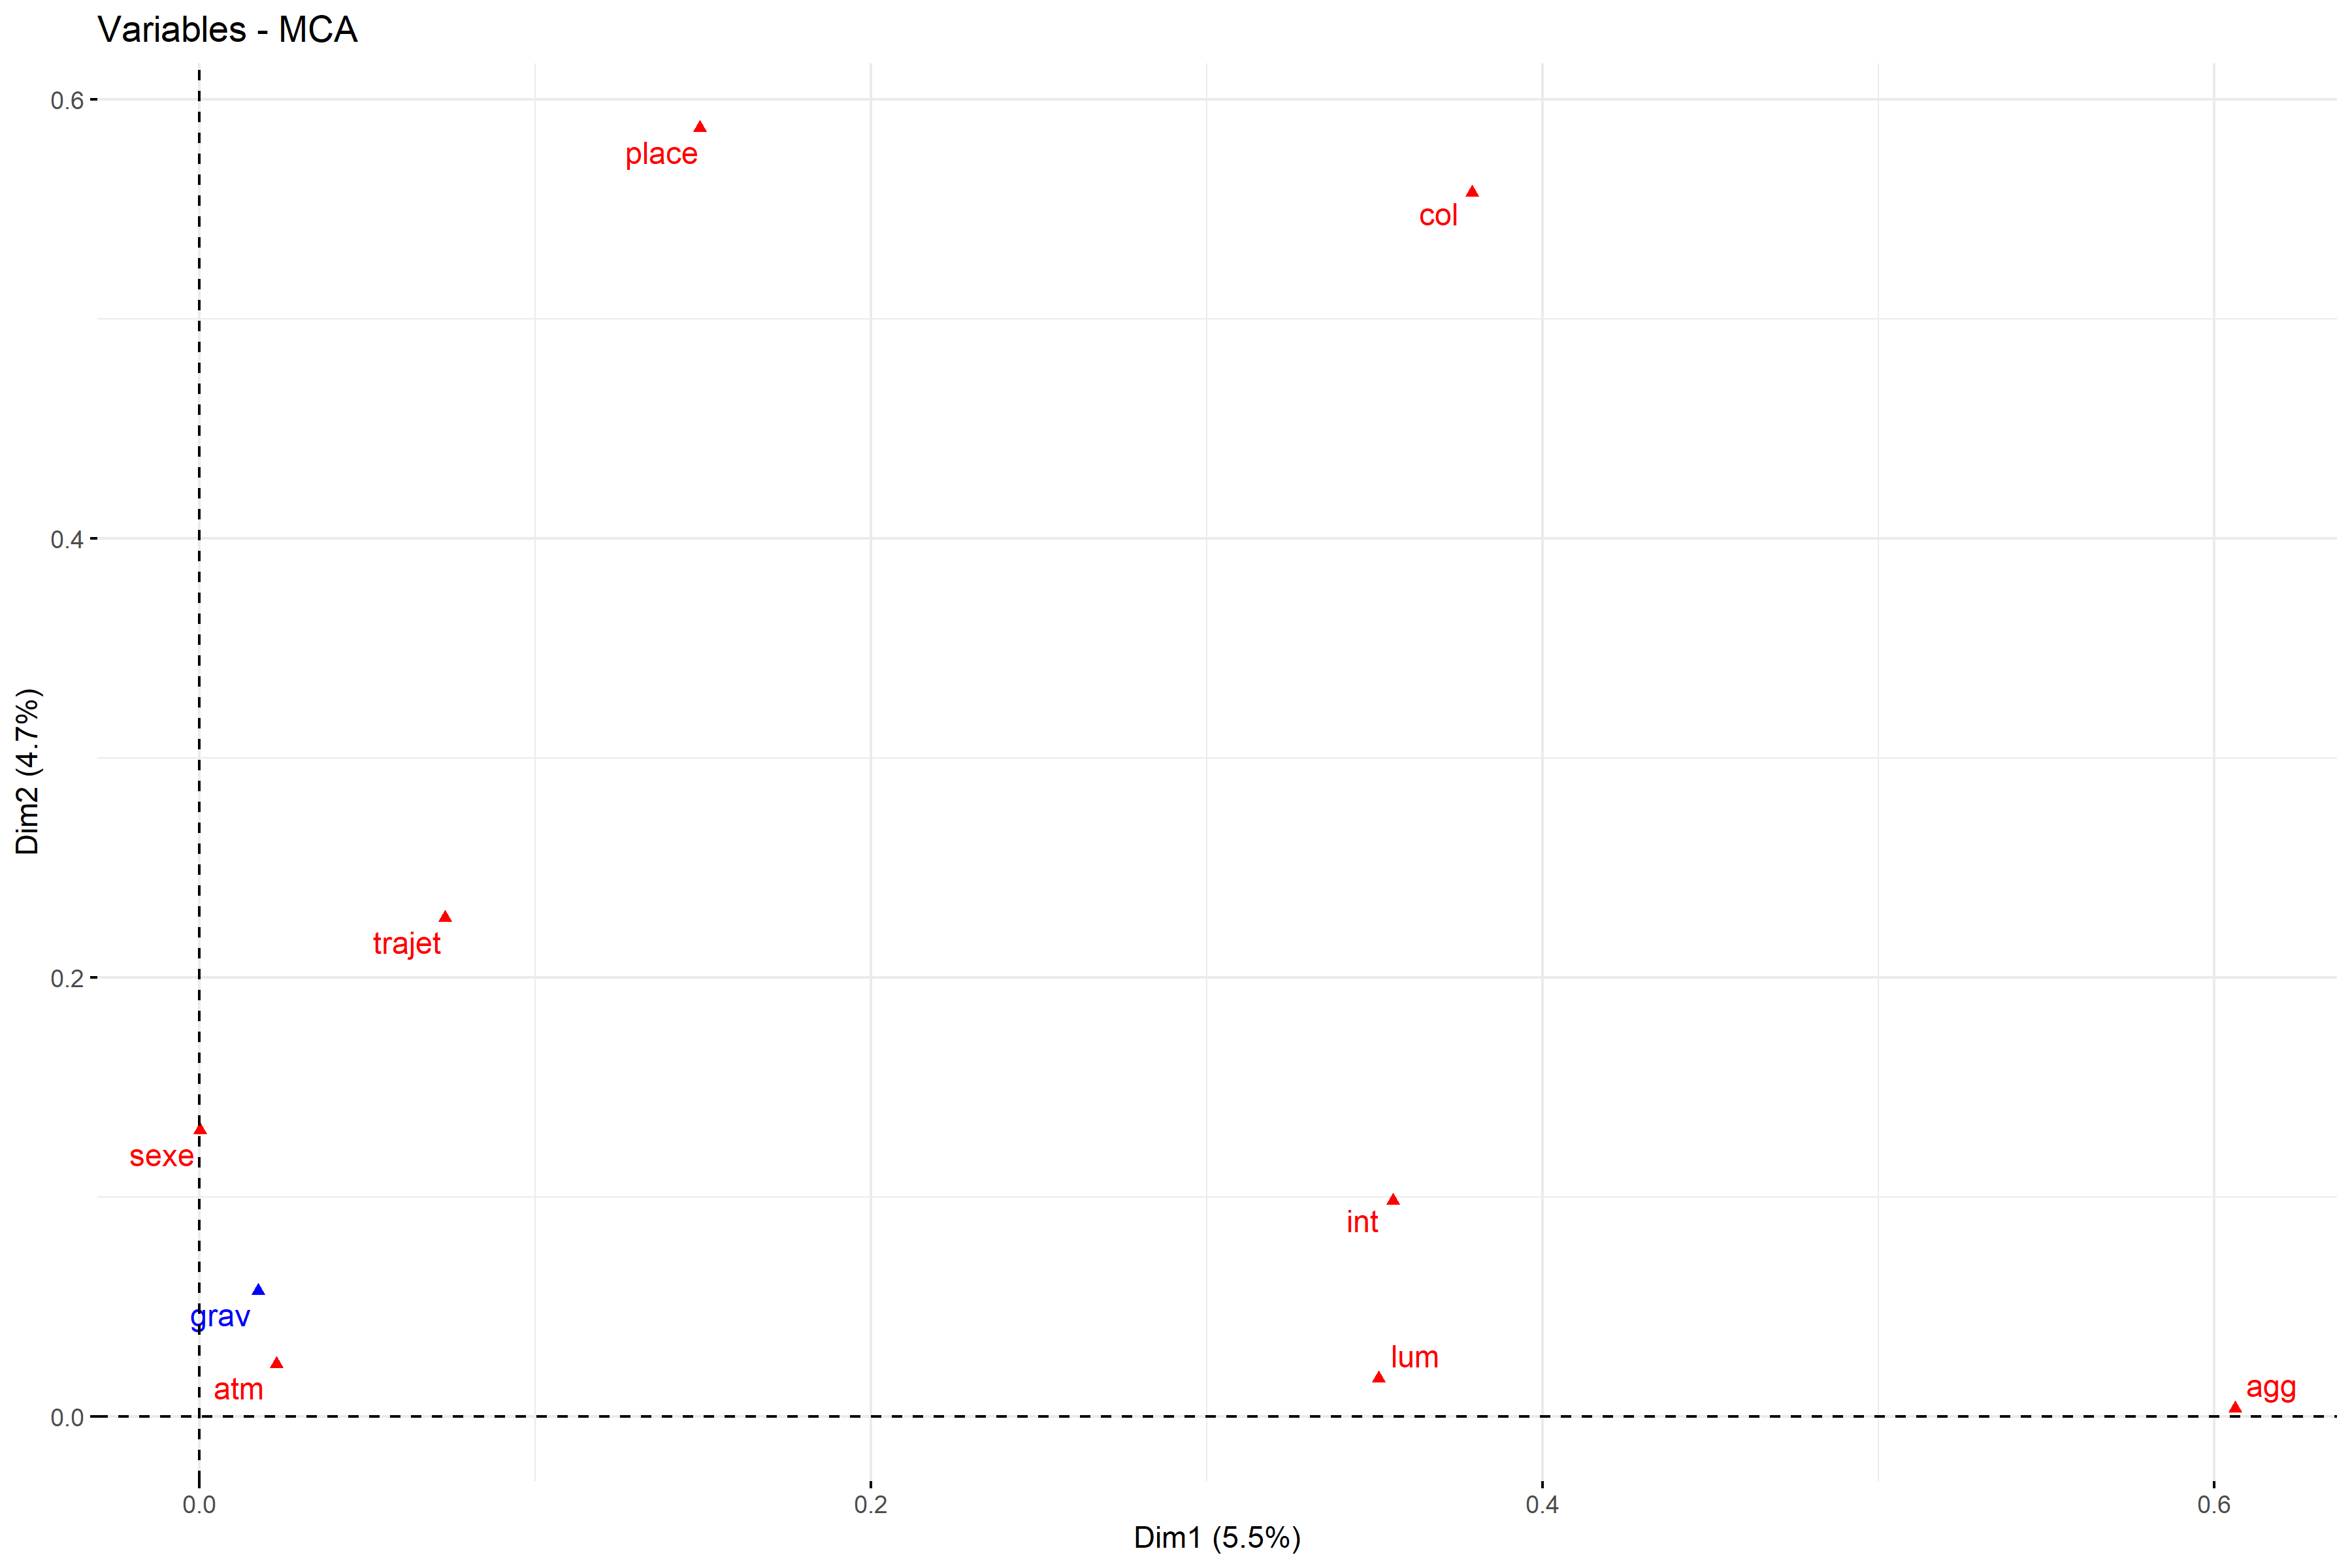 Variables - MCA
0.6
place
col
0.4
Dim2 (4.7%)
trajet
0.2
sexe
int
grav
lum
atm
agg
0.0
0.0
0.2
0.4
0.6
Dim1 (5.5%)